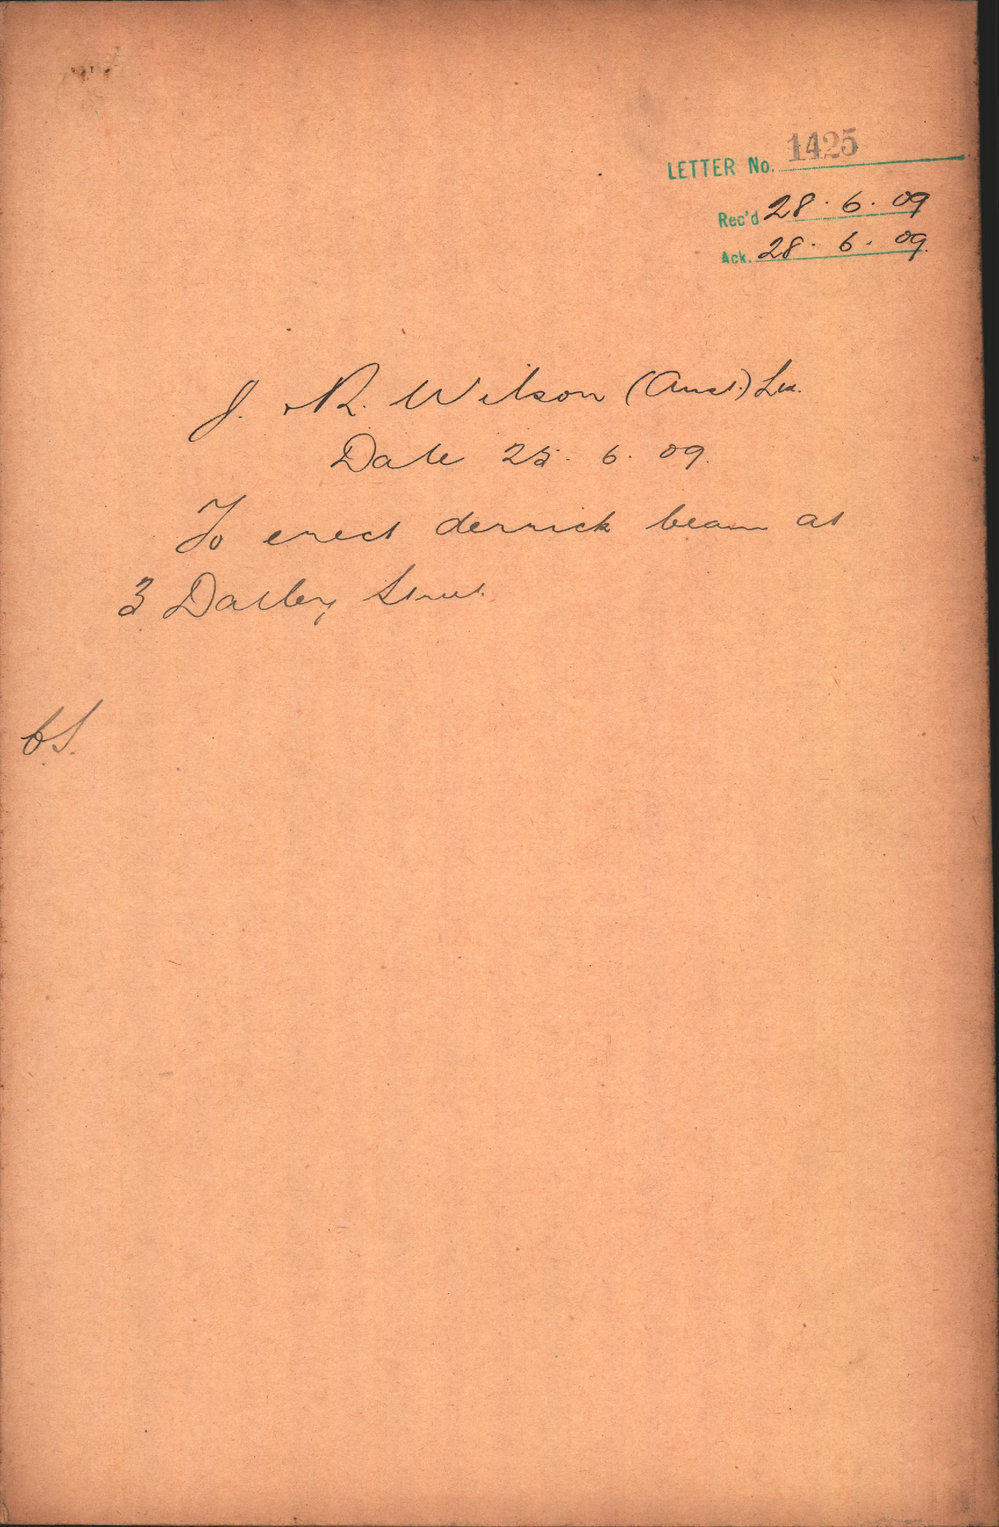 LETTER No. 1425
Rec'd 28.6.09
Ack. 28.6.09.
J. R. Wilson (Aust.) Ld.
Date 25.6.09.
To erect derrick beam at
3 Dalley Street